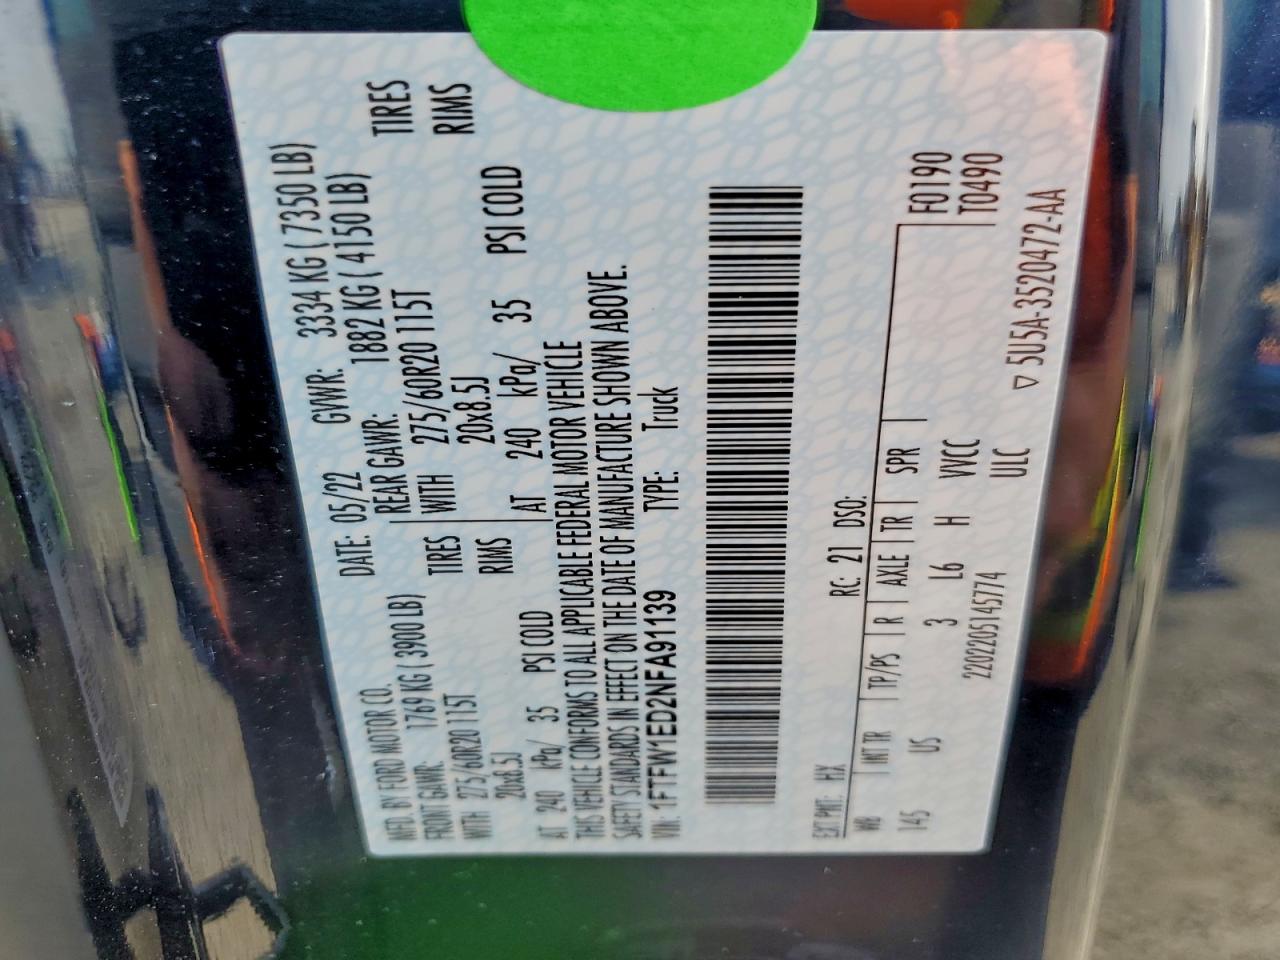 MFD. BY FORD MOTOR CO. DATE: 05/22 GVWR: 3334 KG ( 7350 LB)
FRONT GAWR: 1769 KG ( 3900 LB) REAR GAWR: 1882 KG ( 4150 LB)
WITH 275/60R20 115T TIRES WITH 275/60R20 115T TIRES
20x8.5J RIMS 20x8.5J RIMS
AT 240 kPa/ 35 PSI COLD AT 240 kPa/ 35 PSI COLD
THIS VEHICLE CONFORMS TO ALL APPLICABLE FEDERAL MOTOR VEHICLE
SAFETY STANDARDS IN EFFECT ON THE DATE OF MANUFACTURE SHOWN ABOVE.
VIN: 1FTFW1ED2NFA91139 TYPE: Truck
EXT PNT: HX RC: 21 DSO:
WB INT TR TP/PS R AXLE TR SPR F0190
145 US 3 L6 H VVCC T0490
2202205145774 ULC
5U5A-3520472-AA